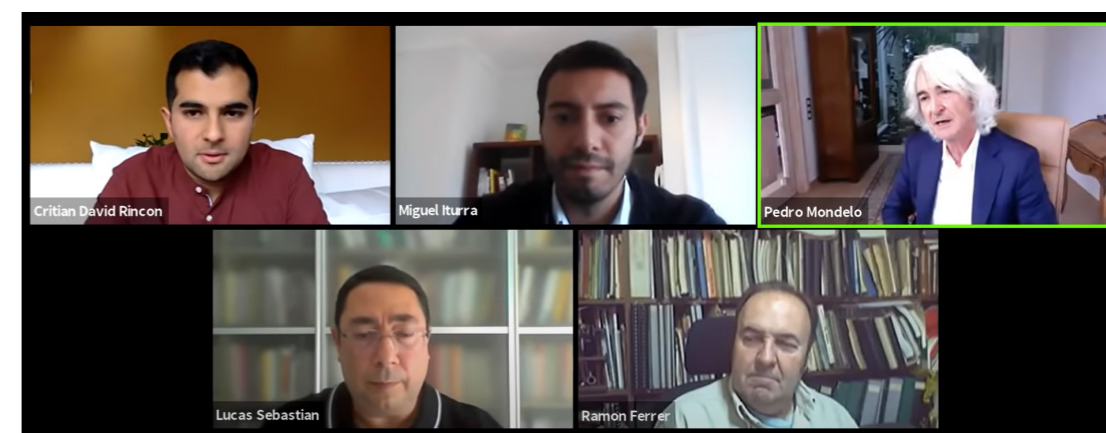 Critian David Rincon
Miguel Iturra
Pedro Mondelo
Lucas Sebastian
Ramon Ferrer